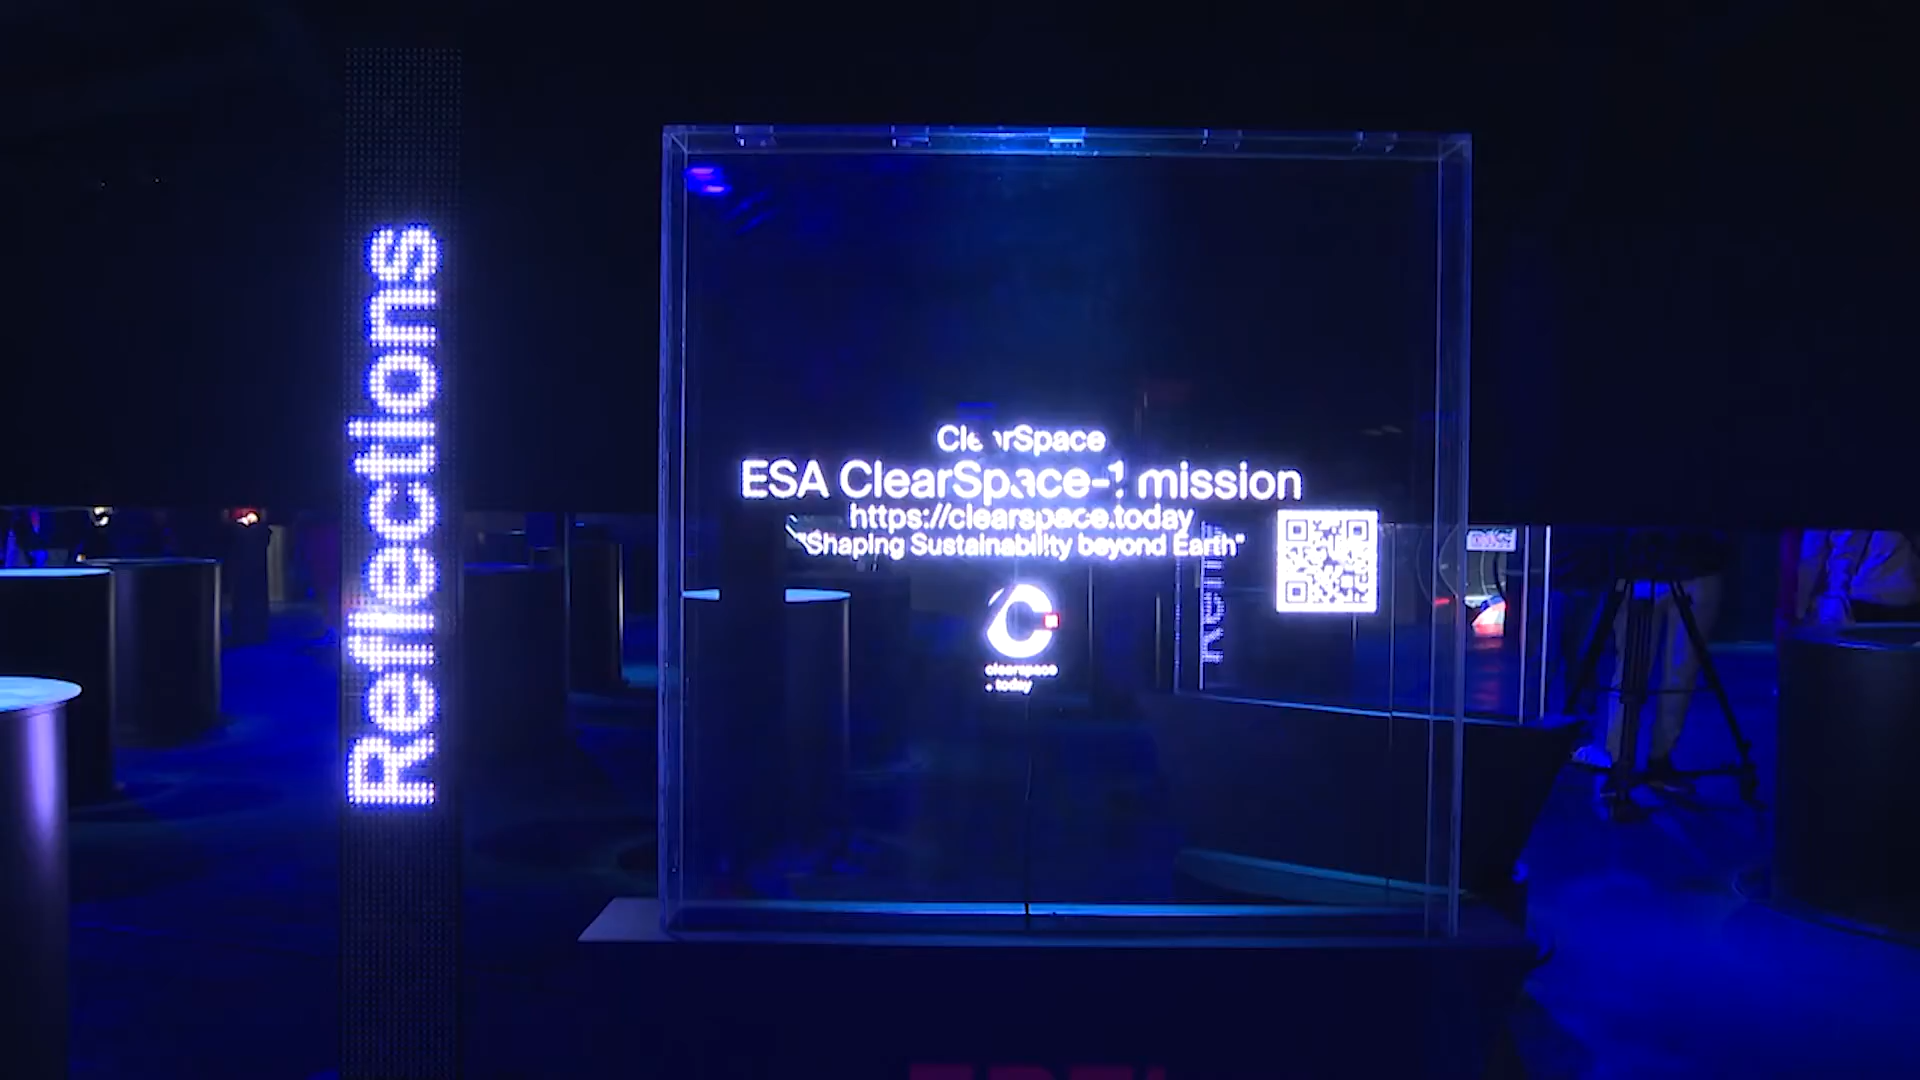 Reflections
ClearSpace
ESA ClearSpace-1 mission
https://clearspace.today
"Shaping Sustainability beyond Earth"
clearspace
. today